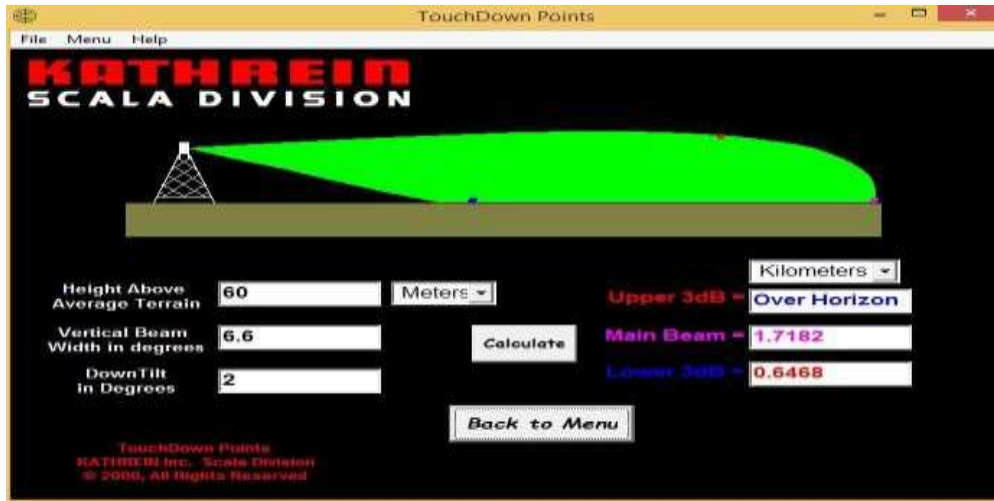 TouchDown Points
File Menu Help
KATHREIN
SCALA DIVISION
Kilometers
Height Above
Average Terrain
60
Meters
Upper 3dB =
Over Horizon
Vertical Beam
Width in degrees
6.6
Calculate
Main Beam =
1.7182
DownTilt
in Degrees
2
Lower 3dB =
0.6468
Back to Menu
TouchDown Points
KATHREIN Inc. Scala Division
© 2000, All Rights Reserved